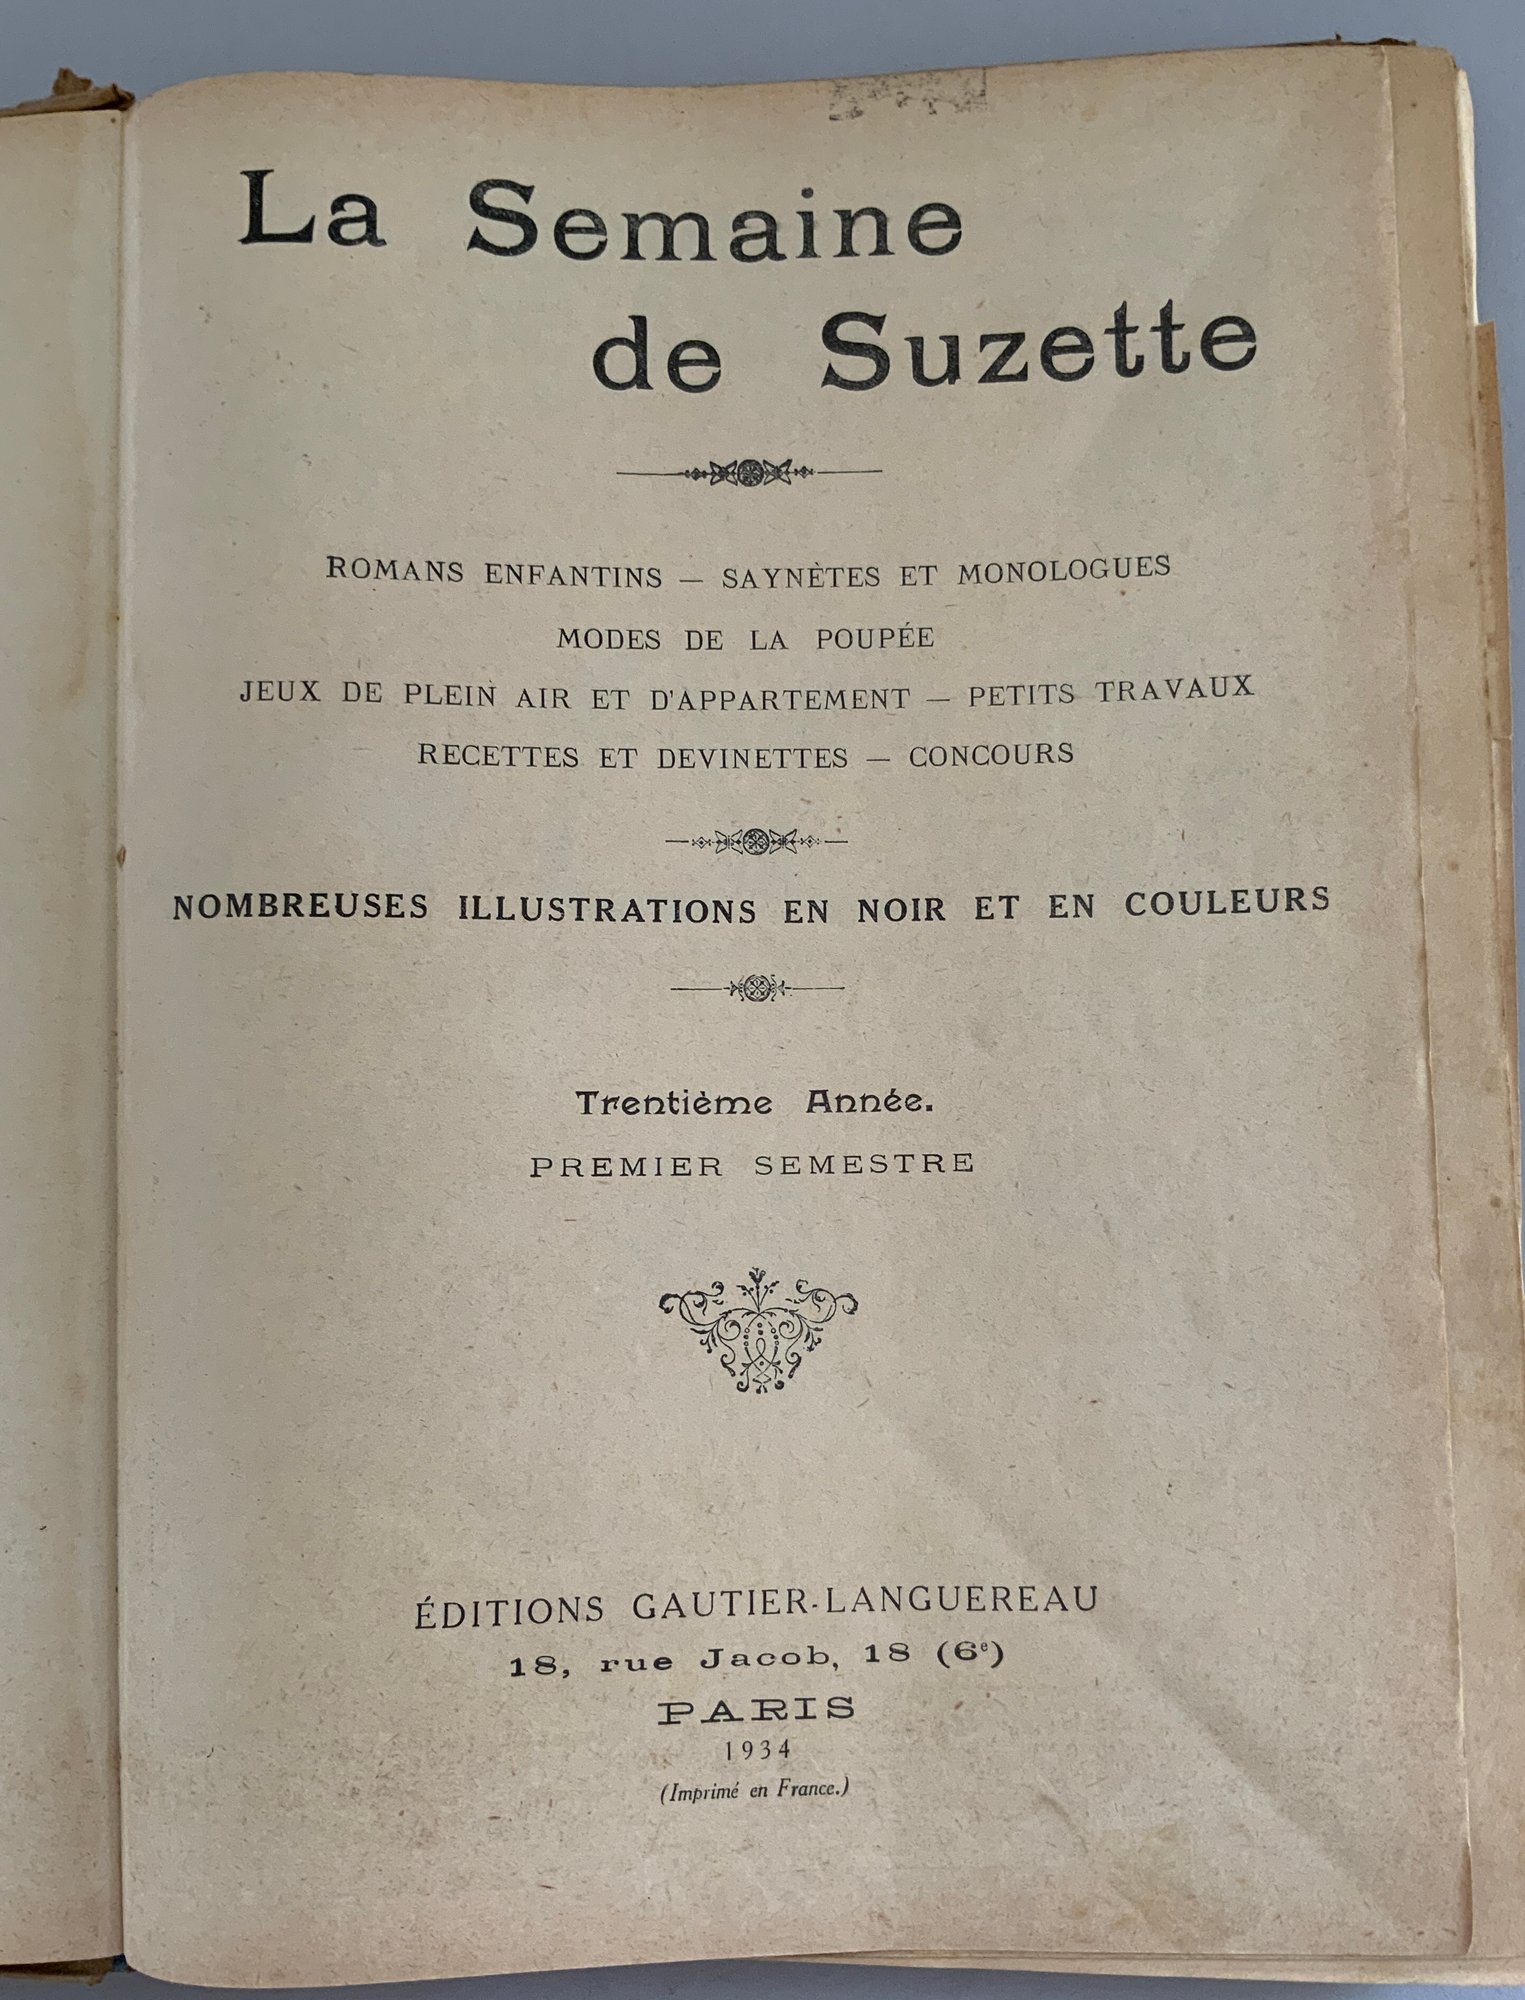 La Semaine
de Suzette
ROMANS ENFANTINS — SAYNÈTES ET MONOLOGUES
MODES DE LA POUPÉE
JEUX DE PLEIN AIR ET D'APPARTEMENT — PETITS TRAVAUX
RECETTES ET DEVINETTES — CONCOURS
NOMBREUSES ILLUSTRATIONS EN NOIR ET EN COULEURS
Trentième Année.
PREMIER SEMESTRE
ÉDITIONS GAUTIER-LANGUEREAU
18, rue Jacob, 18 (6e)
PARIS
1934
(Imprimé en France.)